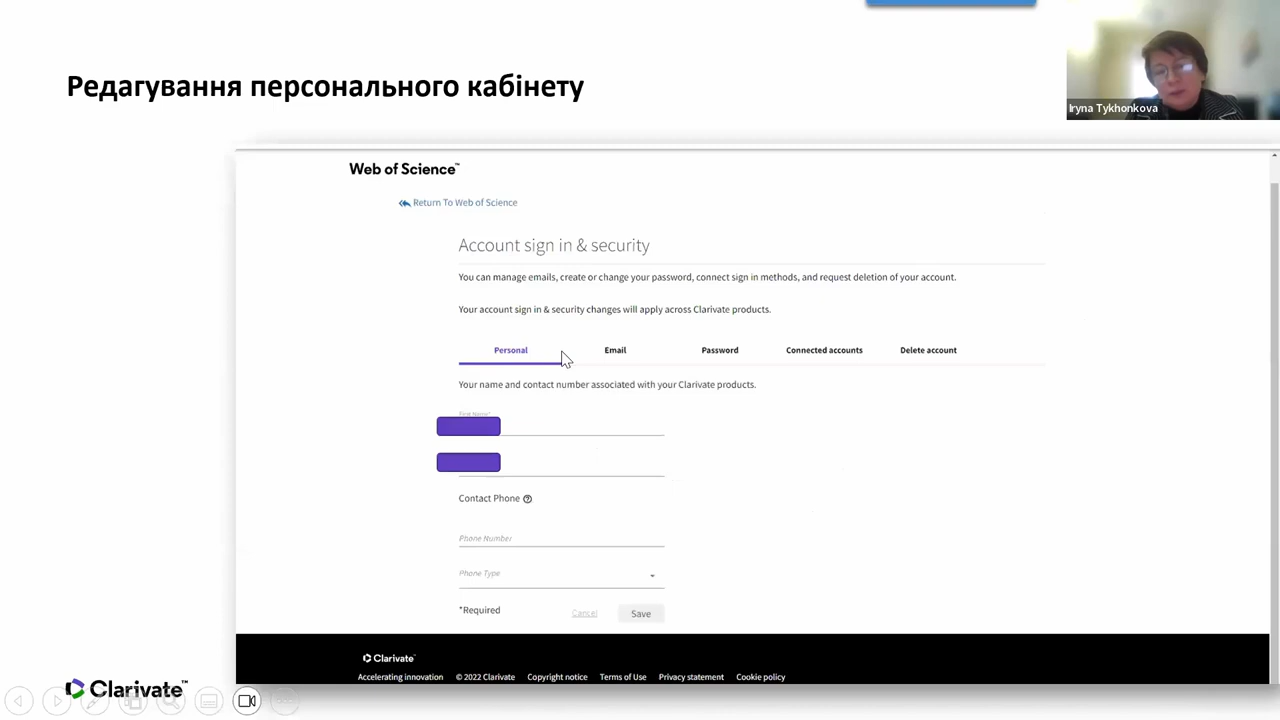 Редагування персонального кабінету
Iryna Tykhonkova
Web of Science™
Return To Web of Science
Account sign in & security
You can manage emails, create or change your password, connect sign in methods, and request deletion of your account.
Your account sign in & security changes will apply across Clarivate products.
Personal Email Password Connected accounts Delete account
Your name and contact number associated with your Clarivate products.
First Name*
Contact Phone
Phone Number
Phone Type
*Required Cancel Save
Clarivate™
Accelerating innovation © 2022 Clarivate Copyright notice Terms of Use Privacy statement Cookie policy
Clarivate™